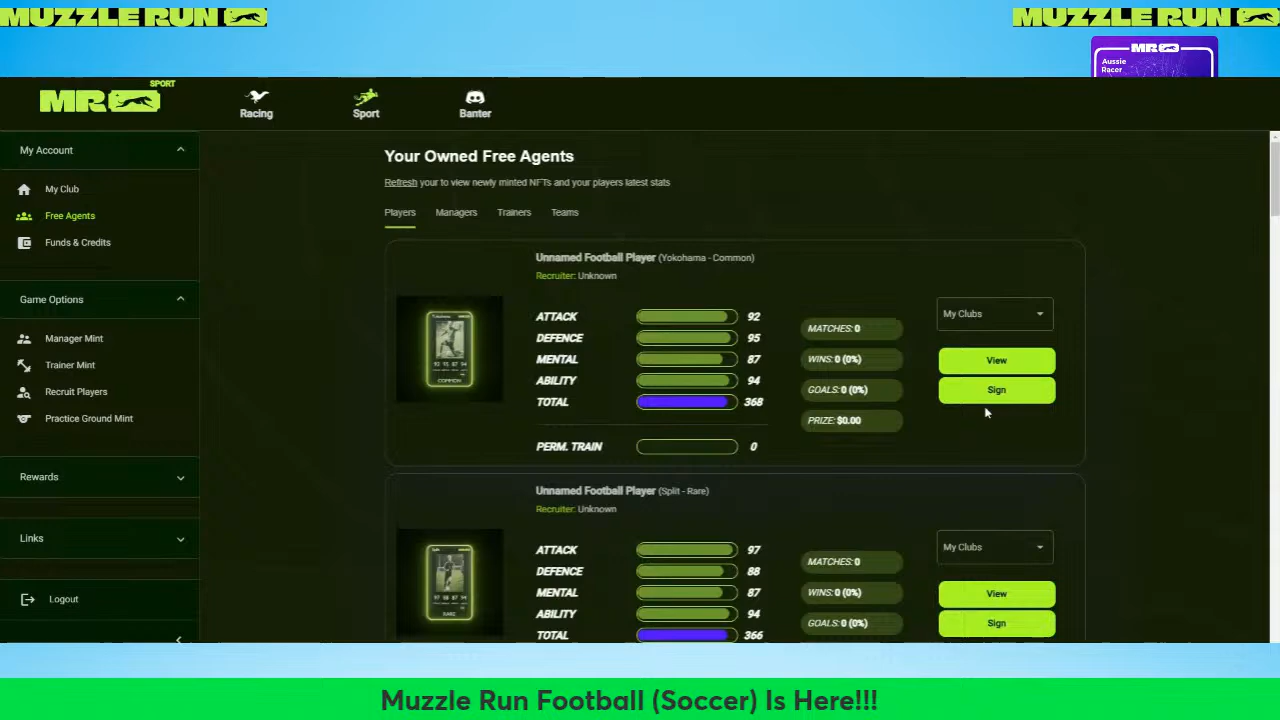 MUZZLE RUN
MUZZLE RUN
MR
Aussie
Racer
MR
SPORT
Racing
Sport
Banter
My Account
My Club
Free Agents
Funds & Credits
Game Options
Manager Mint
Trainer Mint
Recruit Players
Practice Ground Mint
Rewards
Links
Logout
Your Owned Free Agents
Refresh your to view newly minted NFTs and your players latest stats
Players Managers Trainers Teams
Unnamed Football Player (Yokohama - Common)
Recruiter: Unknown
COMMON
ATTACK 92
DEFENCE 95
MENTAL 87
ABILITY 94
TOTAL 368
PERM. TRAIN 0
MATCHES: 0
WINS: 0 (0%)
GOALS: 0 (0%)
PRIZE: $0.00
My Clubs
View
Sign
Unnamed Football Player (Split - Rare)
Recruiter: Unknown
RARE
ATTACK 97
DEFENCE 88
MENTAL 87
ABILITY 94
TOTAL 366
MATCHES: 0
WINS: 0 (0%)
GOALS: 0 (0%)
My Clubs
View
Sign
Muzzle Run Football (Soccer) Is Here!!!